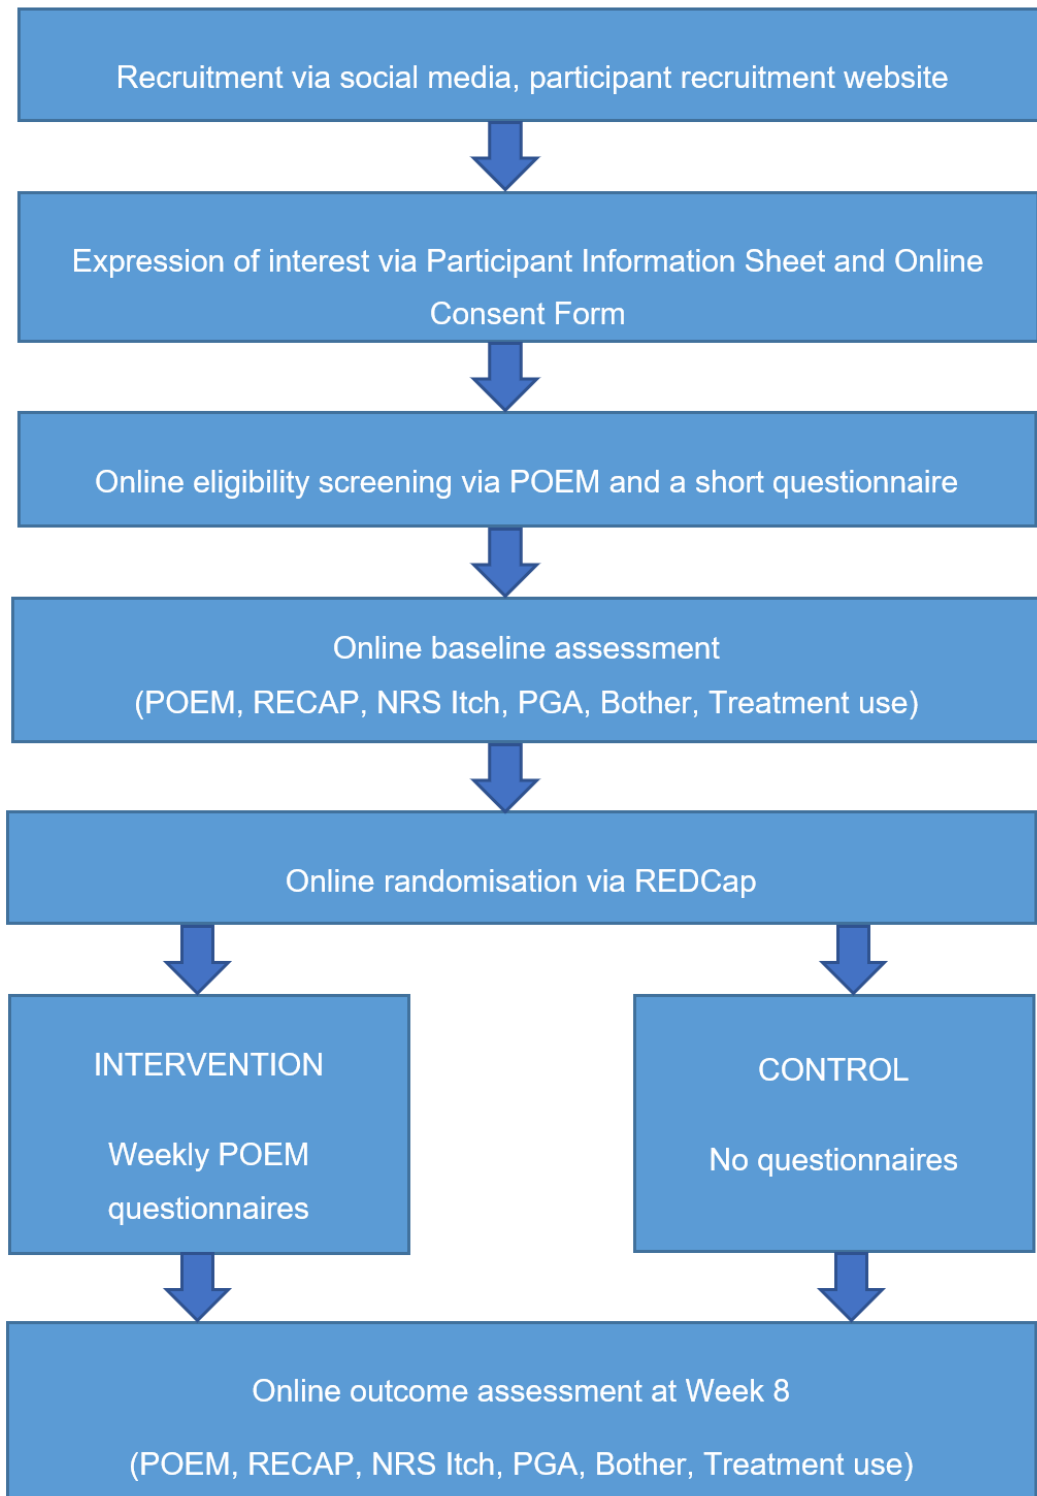 Recruitment via social media, participant recruitment website
Expression of interest via Participant Information Sheet and Online
Consent Form
Online eligibility screening via POEM and a short questionnaire
Online baseline assessment
(POEM, RECAP, NRS Itch, PGA, Bother, Treatment use)
Online randomisation via REDCap
INTERVENTION
Weekly POEM
questionnaires
CONTROL
No questionnaires
Online outcome assessment at Week 8
(POEM, RECAP, NRS Itch, PGA, Bother, Treatment use)